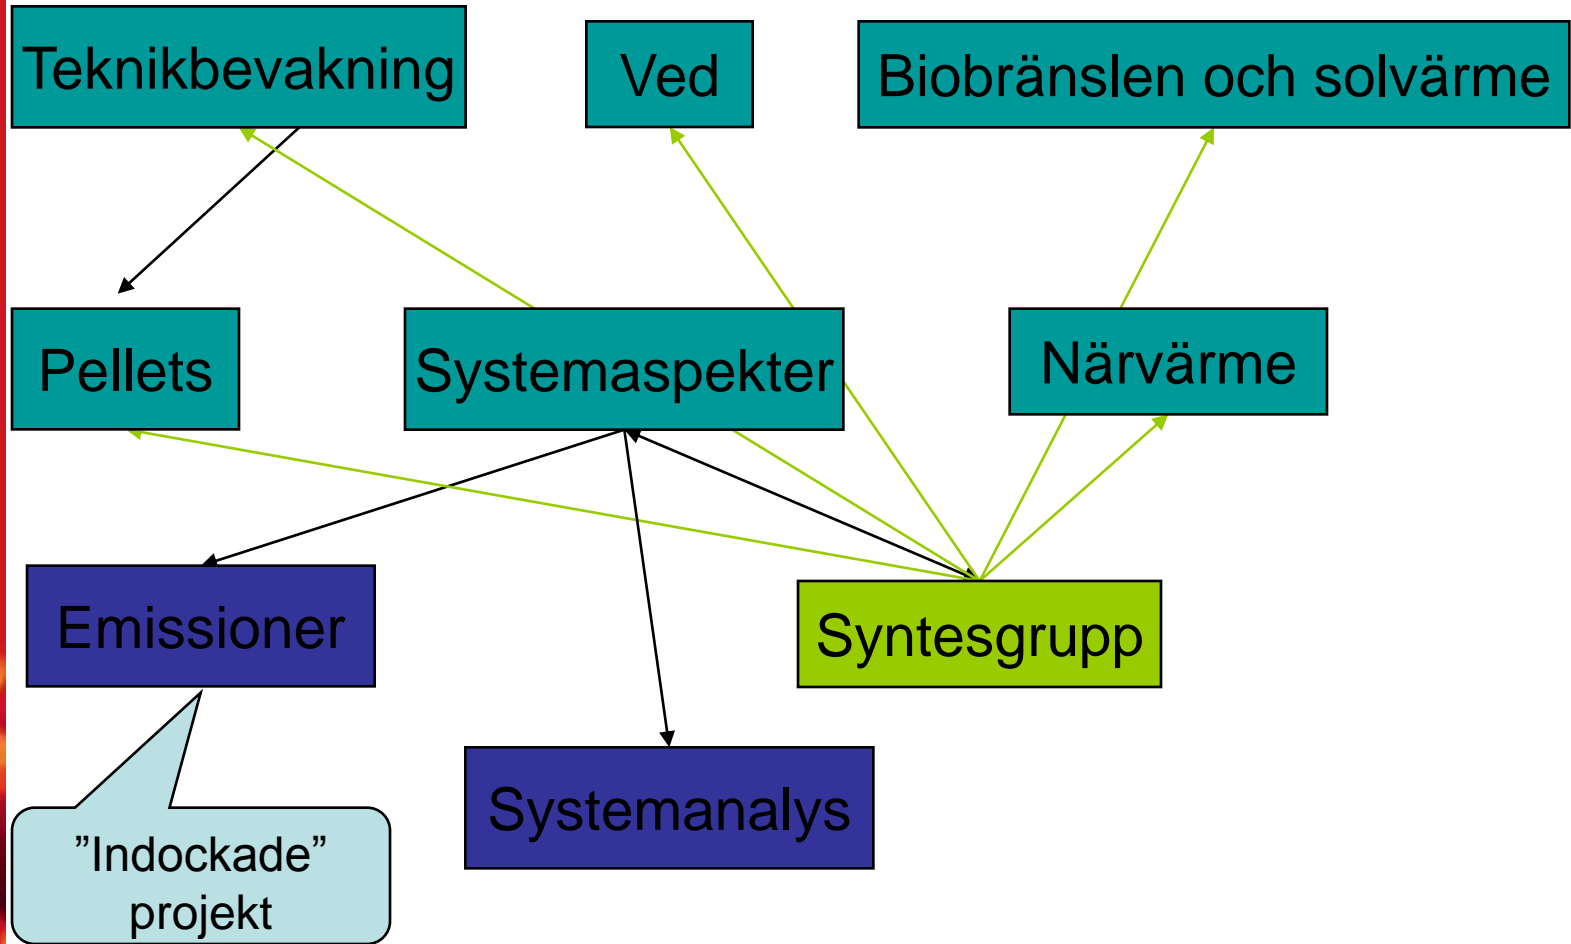 Teknikbevakning
Ved
Biobränslen och solvärme
Pellets
Systemaspekter
Närvärme
Emissioner
Syntesgrupp
Systemanalys
”Indockade”
projekt